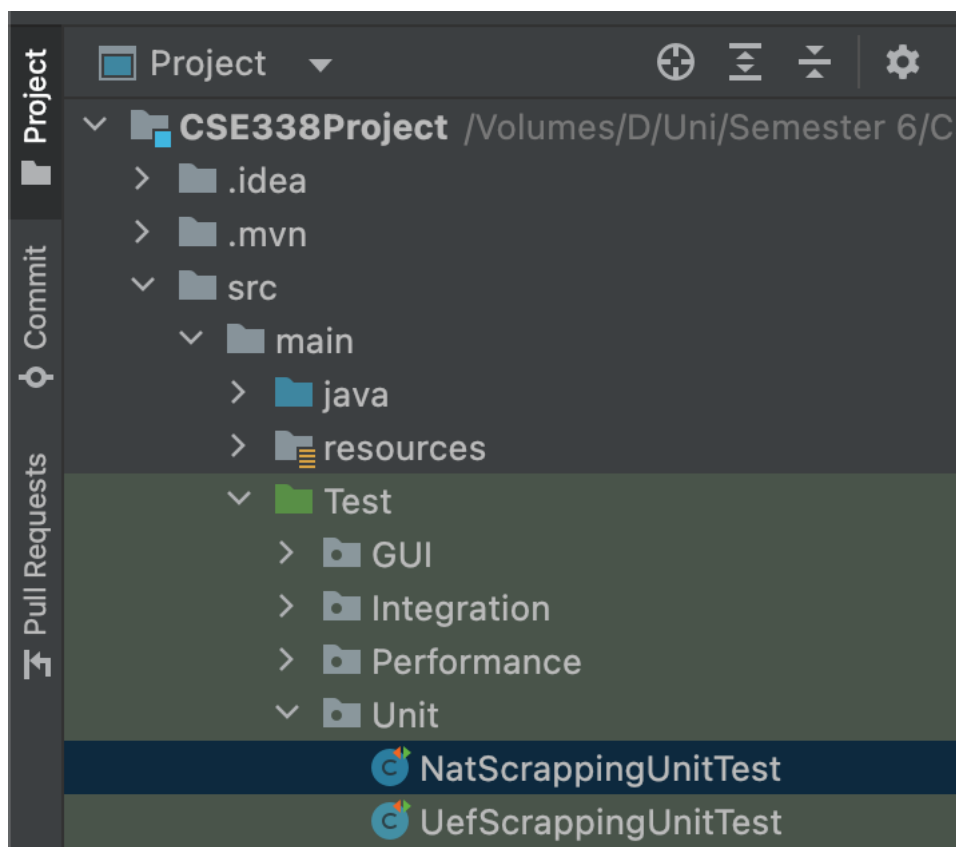 Project
CSE338Project /Volumes/D/Uni/Semester 6/C
.idea
.mvn
src
main
java
resources
Test
GUI
Integration
Performance
Unit
NatScrappingUnitTest
UefScrappingUnitTest
Project
Commit
Pull Requests